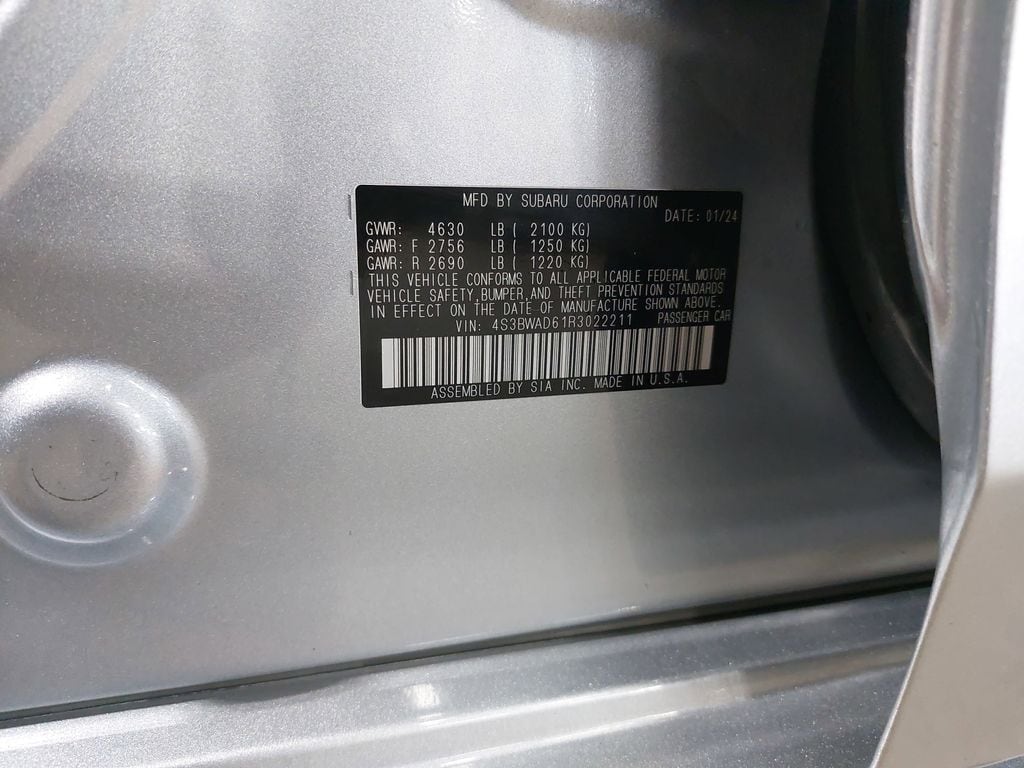 MFD BY SUBARU CORPORATION
DATE: 01/24
GVWR: 4630 LB ( 2100 KG)
GAWR: F 2756 LB ( 1250 KG)
GAWR: R 2690 LB ( 1220 KG)
THIS VEHICLE CONFORMS TO ALL APPLICABLE FEDERAL MOTOR
VEHICLE SAFETY,BUMPER,AND THEFT PREVENTION STANDARDS
IN EFFECT ON THE DATE OF MANUFACTURE SHOWN ABOVE.
VIN: 4S3BWAD61R3022211 PASSENGER CAR
ASSEMBLED BY SIA INC. MADE IN U.S.A.